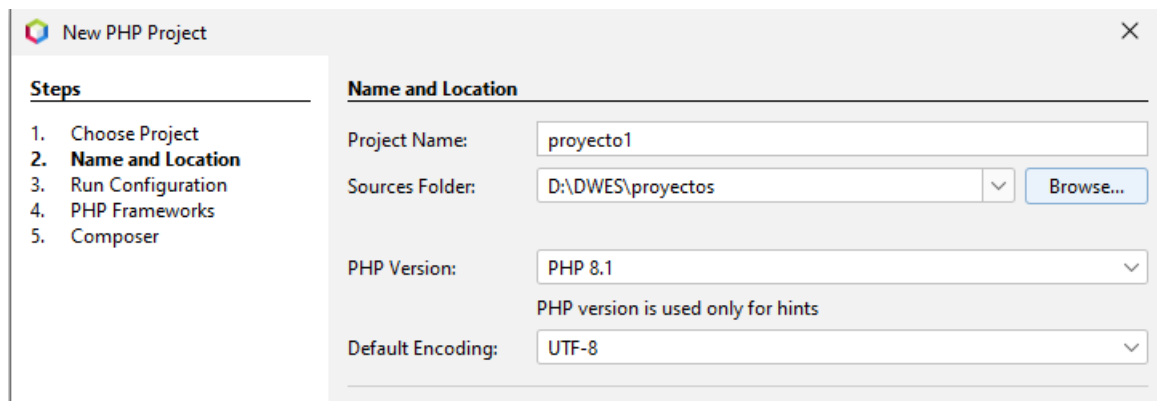 New PHP Project
Steps
1. Choose Project
2. Name and Location
3. Run Configuration
4. PHP Frameworks
5. Composer
Name and Location
Project Name: proyecto1
Sources Folder: D:\DWES\proyectos Browse...
PHP Version: PHP 8.1
PHP version is used only for hints
Default Encoding: UTF-8